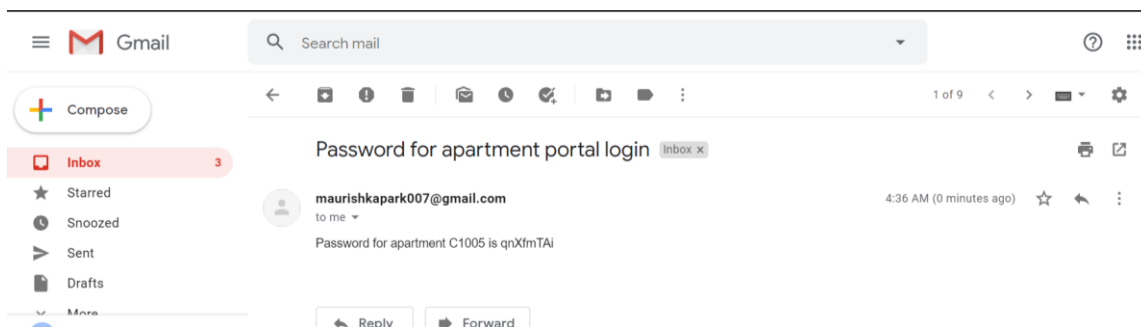 Gmail
Search mail
Compose
1 of 9
Inbox
3
Password for apartment portal login
Inbox x
Starred
maurishkapark007@gmail.com
4:36 AM (0 minutes ago)
to me
Snoozed
Password for apartment C1005 is qnXfmTAi
Sent
Drafts
More
Reply
Forward